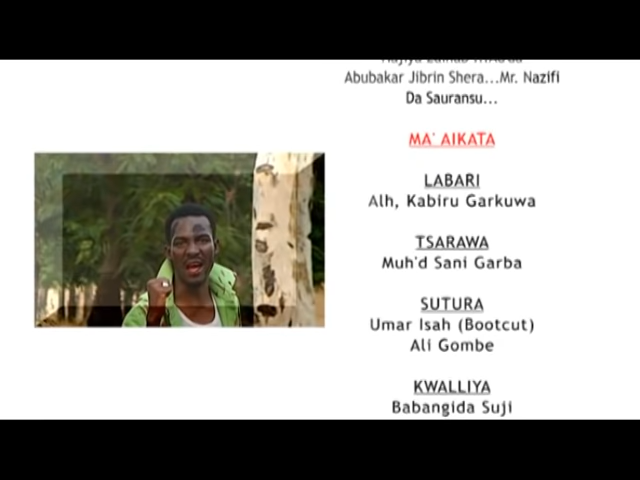 Abubakar Jibrin Shera...Mr. Nazifi
Da Sauransu...
MA' AIKATA
LABARI
Alh, Kabiru Garkuwa
TSARAWA
Muh'd Sani Garba
SUTURA
Umar Isah (Bootcut)
Ali Gombe
KWALLIYA
Babangida Suji